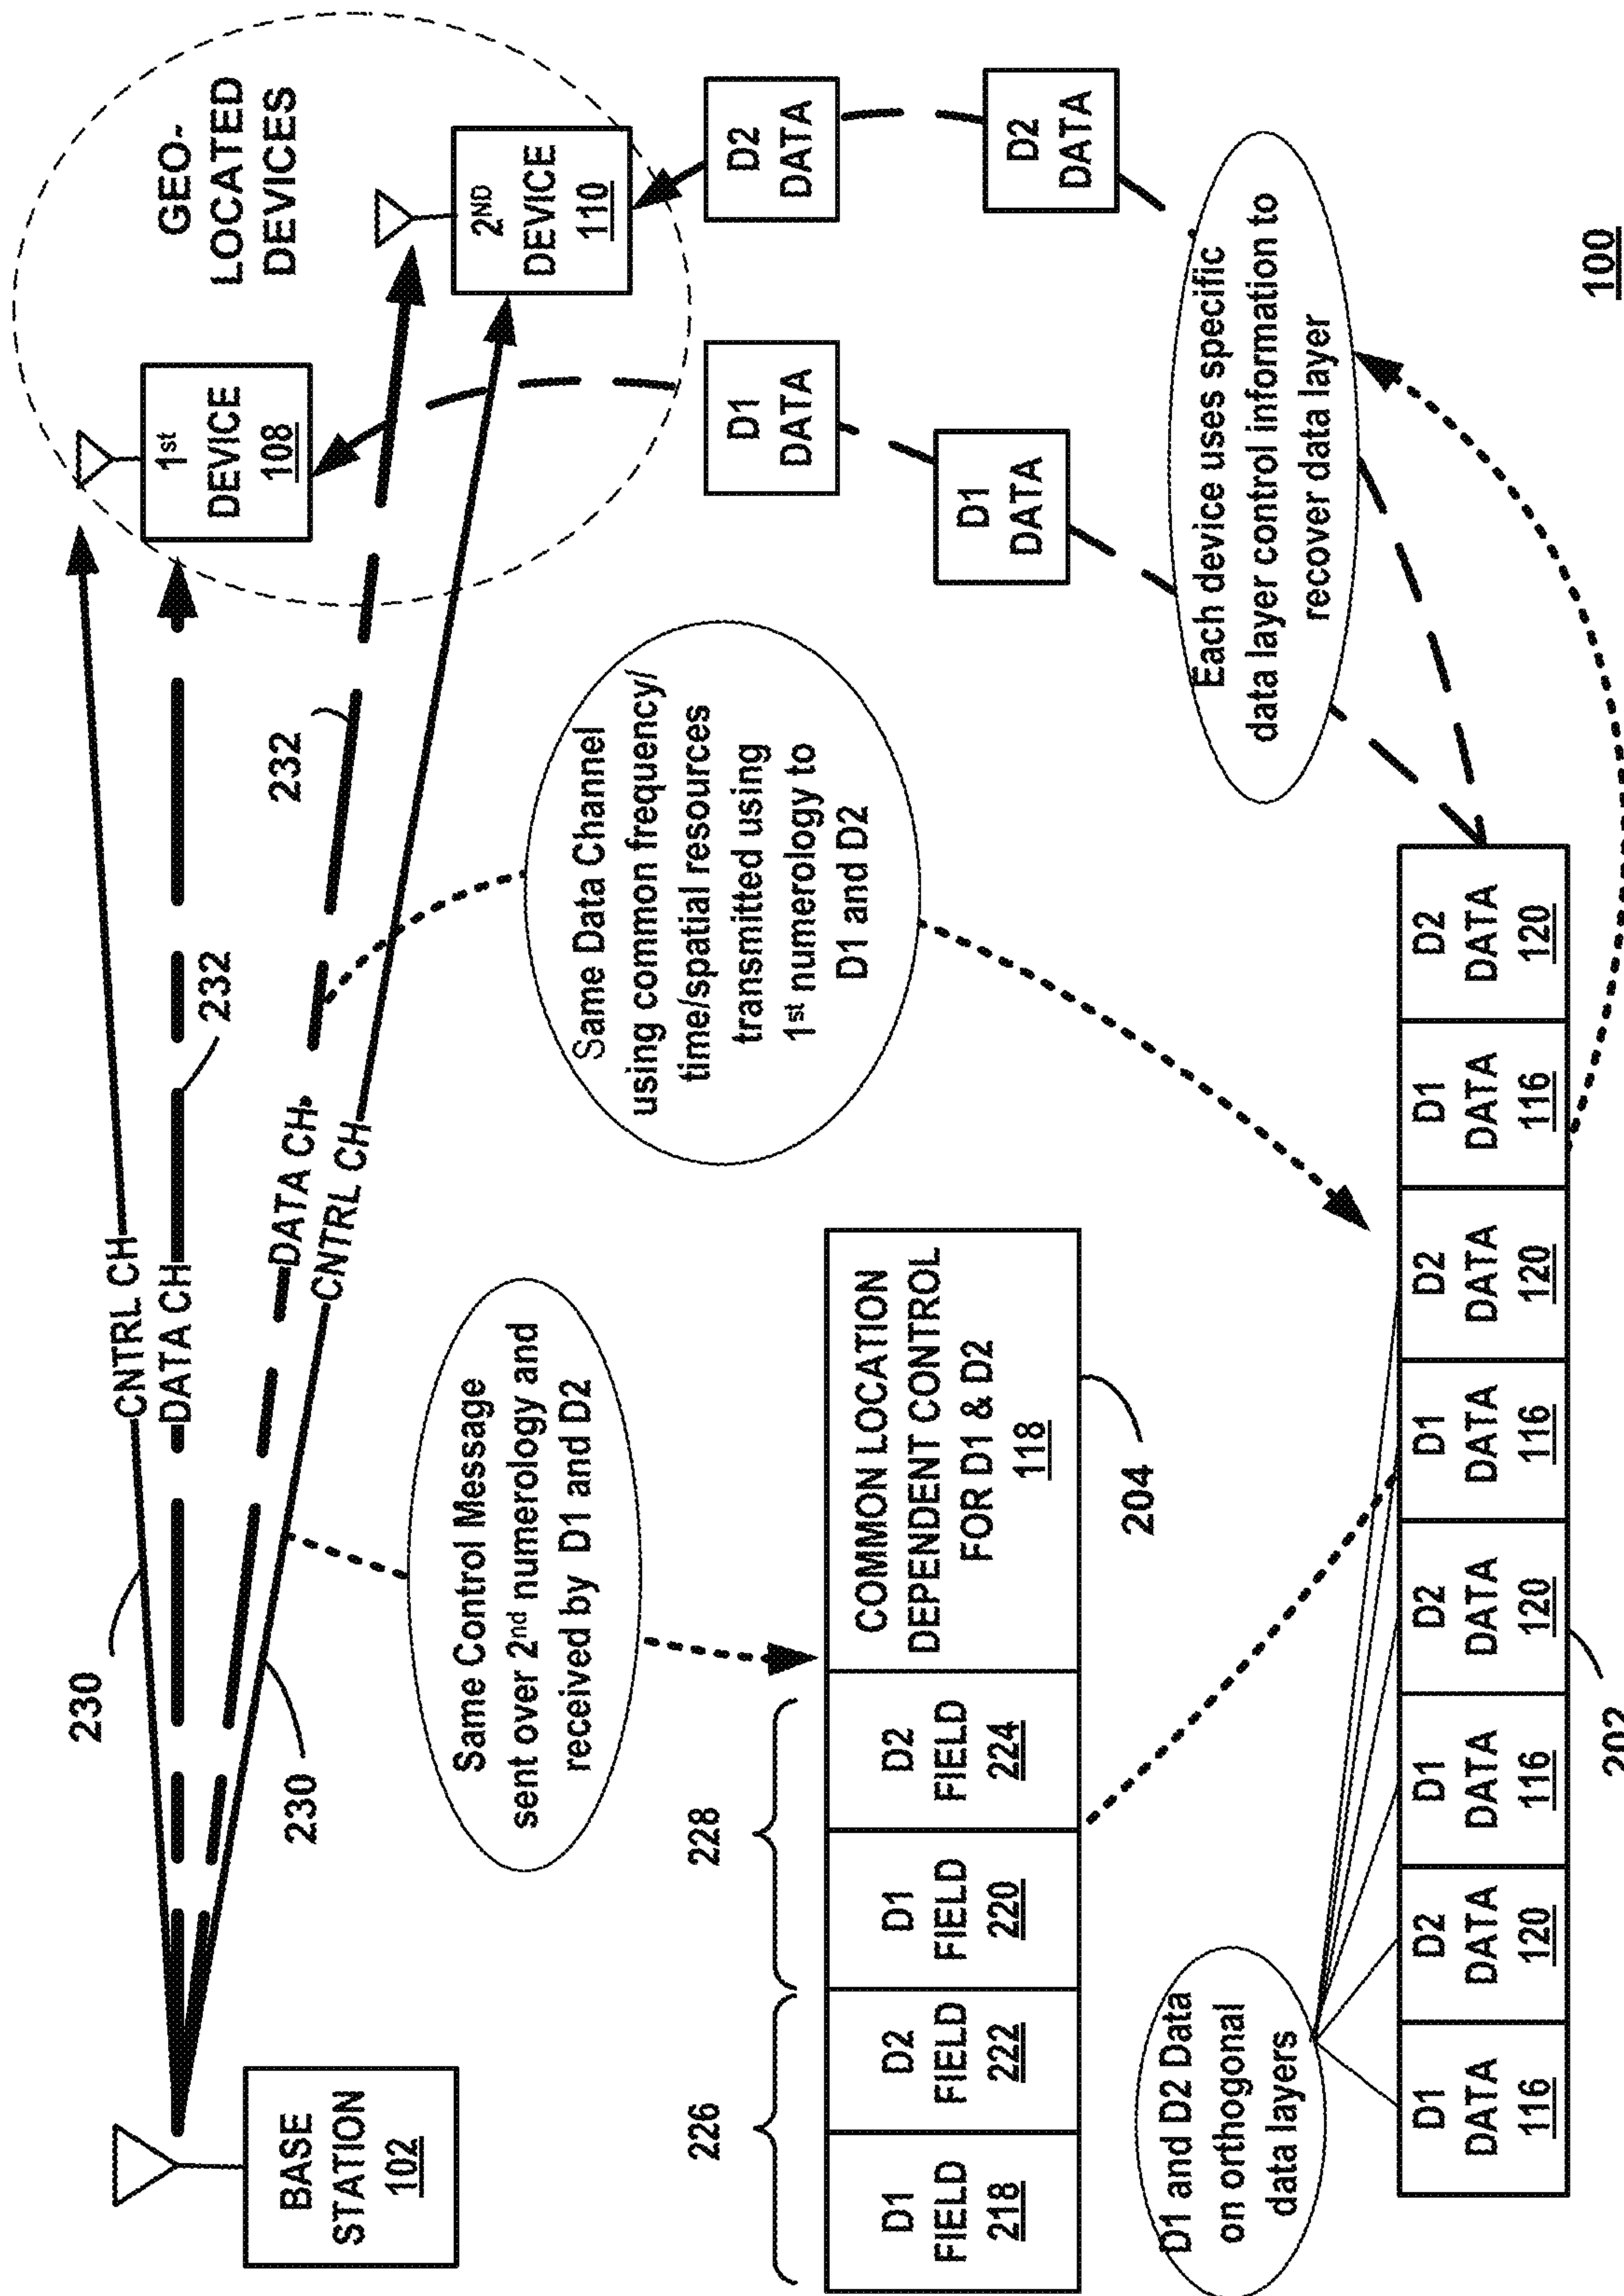 BASE
STATION
102
230
230
CNTRL CH
DATA CH
DATA CH
CNTRL CH
232
232
GEO-
LOCATED
DEVICES
1st
DEVICE
108
2ND
DEVICE
110
Same Control Message
sent over 2nd numerology and
received by D1 and D2
Same Data Channel
using common frequency/
time/spatial resources
transmitted using
1st numerology to
D1 and D2
D1
DATA
D1
DATA
D2
DATA
D2
DATA
226
228
D1
FIELD
218
D2
FIELD
222
D1
FIELD
220
D2
FIELD
224
COMMON LOCATION
DEPENDENT CONTROL
FOR D1 & D2
118
204
D1 and D2 Data
on orthogonal
data layers
Each device uses specific
data layer control information to
recover data layer
D1
DATA
116
D2
DATA
120
D1
DATA
116
D2
DATA
120
D1
DATA
116
D2
DATA
120
D1
DATA
116
D2
DATA
120
202
100